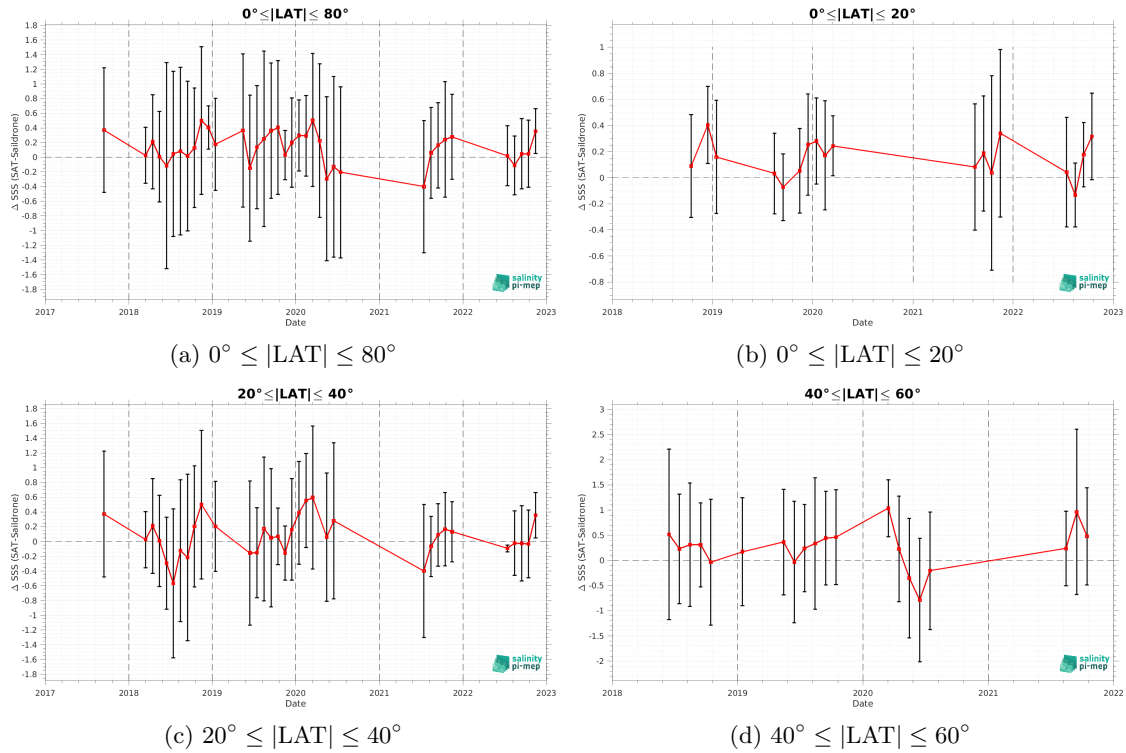 0°≤|LAT|≤ 80°
Δ SSS (SAT-Saildrone)
1.8
1.6
1.4
1.2
1
0.8
0.6
0.4
0.2
0
-0.2
-0.4
-0.6
-0.8
-1
-1.2
-1.4
-1.6
-1.8
salinity
pi-mep
2017 2018 2019 2020 2021 2022 2023
Date
(a) 0° ≤ |LAT| ≤ 80°
0°≤|LAT|≤ 20°
Δ SSS (SAT-Saildrone)
1
0.8
0.6
0.4
0.2
0
-0.2
-0.4
-0.6
-0.8
salinity
pi-mep
2018 2019 2020 2021 2022 2023
Date
(b) 0° ≤ |LAT| ≤ 20°
20°≤|LAT|≤ 40°
Δ SSS (SAT-Saildrone)
1.8
1.6
1.4
1.2
1
0.8
0.6
0.4
0.2
0
-0.2
-0.4
-0.6
-0.8
-1
-1.2
-1.4
-1.6
-1.8
salinity
pi-mep
2017 2018 2019 2020 2021 2022 2023
Date
(c) 20° ≤ |LAT| ≤ 40°
40°≤|LAT|≤ 60°
Δ SSS (SAT-Saildrone)
3
2.5
2
1.5
1
0.5
0
-0.5
-1
-1.5
-2
salinity
pi-mep
2018 2019 2020 2021 2022
Date
(d) 40° ≤ |LAT| ≤ 60°